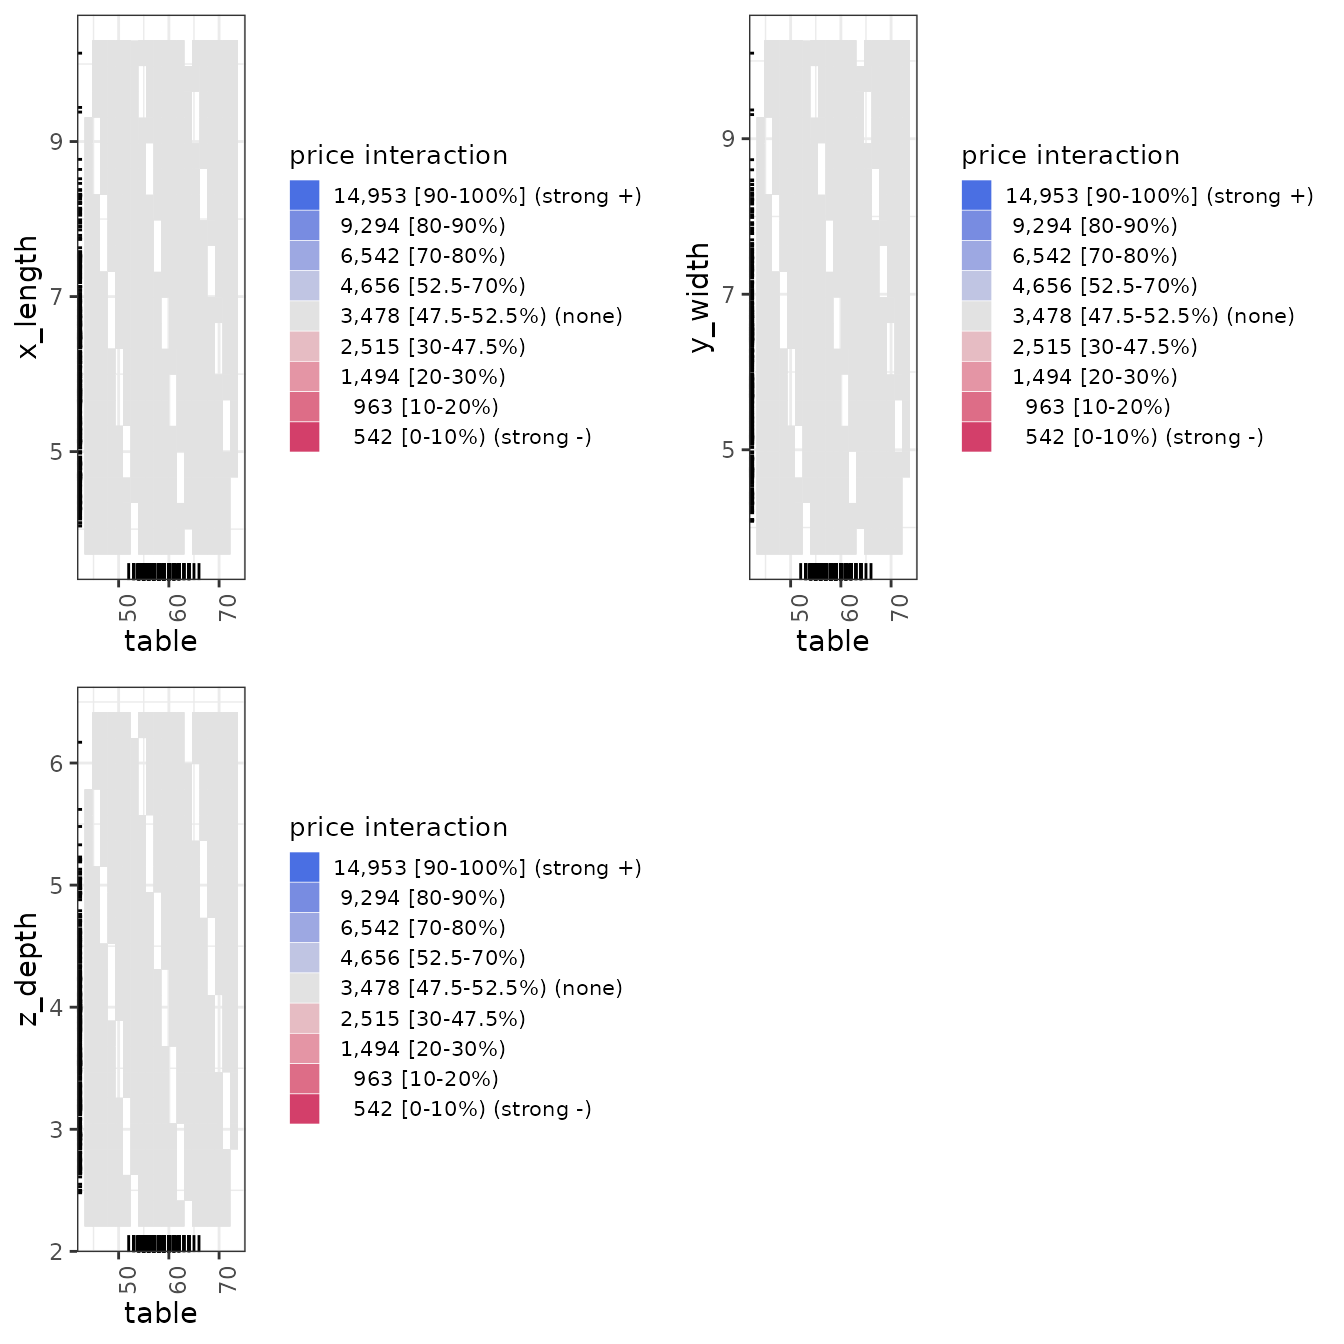 9
7
5
x_length
50
60
70
table
price interaction
14,953 [90-100%] (strong +)
9,294 [80-90%)
6,542 [70-80%)
4,656 [52.5-70%)
3,478 [47.5-52.5%) (none)
2,515 [30-47.5%)
1,494 [20-30%)
963 [10-20%)
542 [0-10%) (strong -)
9
7
5
y_width
50
60
70
table
price interaction
14,953 [90-100%] (strong +)
9,294 [80-90%)
6,542 [70-80%)
4,656 [52.5-70%)
3,478 [47.5-52.5%) (none)
2,515 [30-47.5%)
1,494 [20-30%)
963 [10-20%)
542 [0-10%) (strong -)
6
5
4
3
2
z_depth
50
60
70
table
price interaction
14,953 [90-100%] (strong +)
9,294 [80-90%)
6,542 [70-80%)
4,656 [52.5-70%)
3,478 [47.5-52.5%) (none)
2,515 [30-47.5%)
1,494 [20-30%)
963 [10-20%)
542 [0-10%) (strong -)